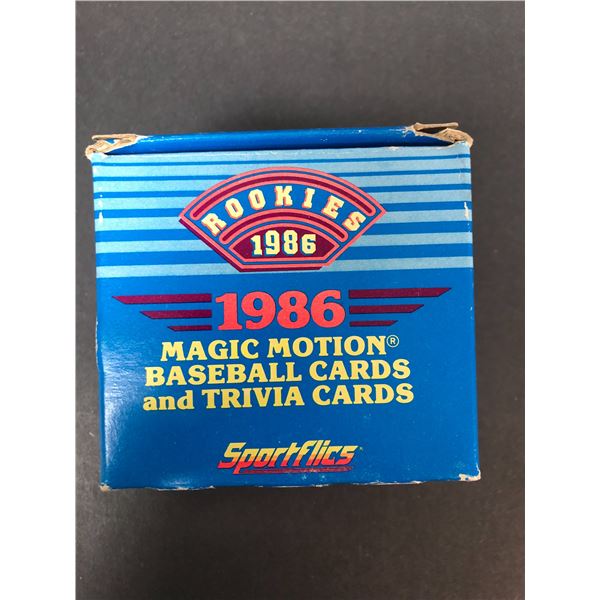 ROOKIES
1986
1986
MAGIC MOTION®
BASEBALL CARDS
and TRIVIA CARDS
Sportflics